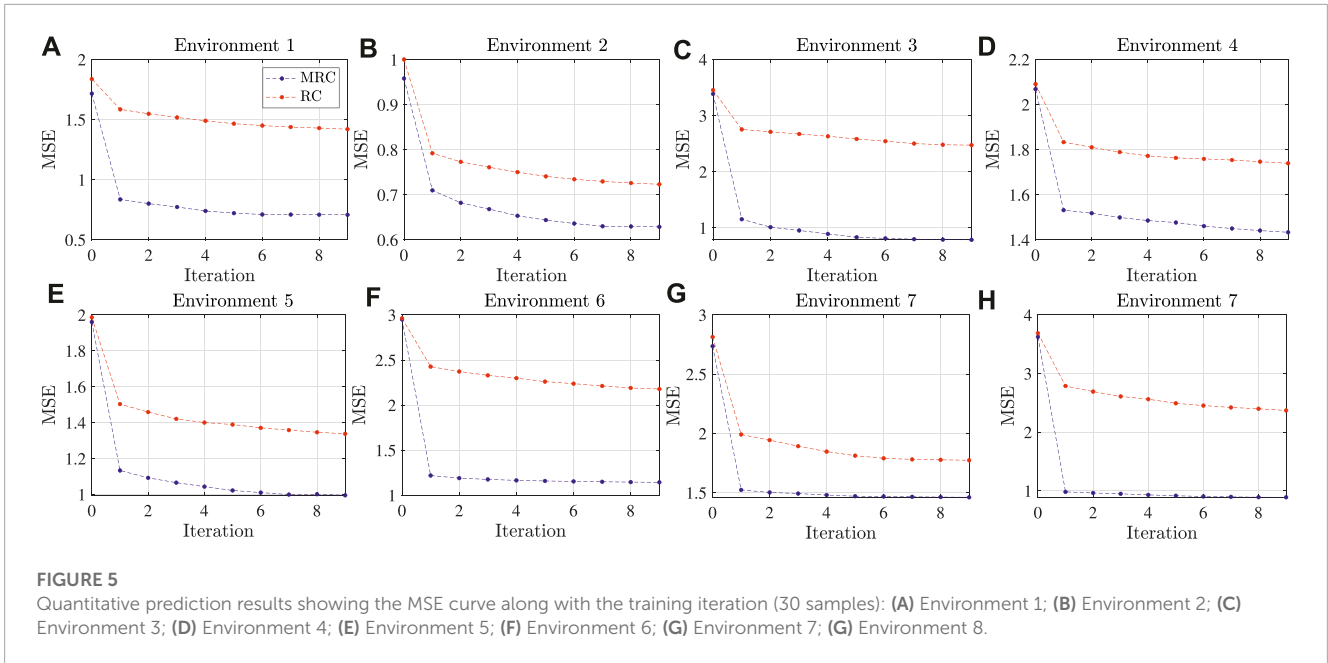 A Environment 1
2
1.5
1
0.5
MSE
MRC
RC
0 2 4 6 8
Iteration
B Environment 2
1
0.9
0.8
0.7
0.6
MSE
0 2 4 6 8
Iteration
C Environment 3
4
3
2
1
MSE
0 2 4 6 8
Iteration
D Environment 4
2.2
2
1.8
1.6
1.4
MSE
0 2 4 6 8
Iteration
E Environment 5
2
1.8
1.6
1.4
1.2
1
MSE
0 2 4 6 8
Iteration
F Environment 6
3
2.5
2
1.5
1
MSE
0 2 4 6 8
Iteration
G Environment 7
3
2.5
2
1.5
MSE
0 2 4 6 8
Iteration
H Environment 7
4
3
2
1
MSE
0 2 4 6 8
Iteration
FIGURE 5
Quantitative prediction results showing the MSE curve along with the training iteration (30 samples): (A) Environment 1; (B) Environment 2; (C)
Environment 3; (D) Environment 4; (E) Environment 5; (F) Environment 6; (G) Environment 7; (G) Environment 8.